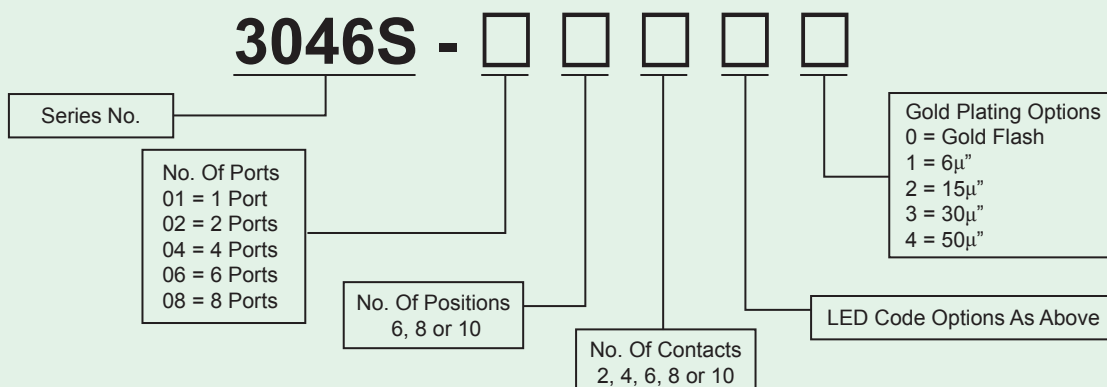 3046S -
Series No.
No. Of Ports
01 = 1 Port
02 = 2 Ports
04 = 4 Ports
06 = 6 Ports
08 = 8 Ports
No. Of Positions
6, 8 or 10
No. Of Contacts
2, 4, 6, 8 or 10
LED Code Options As Above
Gold Plating Options
0 = Gold Flash
1 = 6μ”
2 = 15μ”
3 = 30μ”
4 = 50μ”